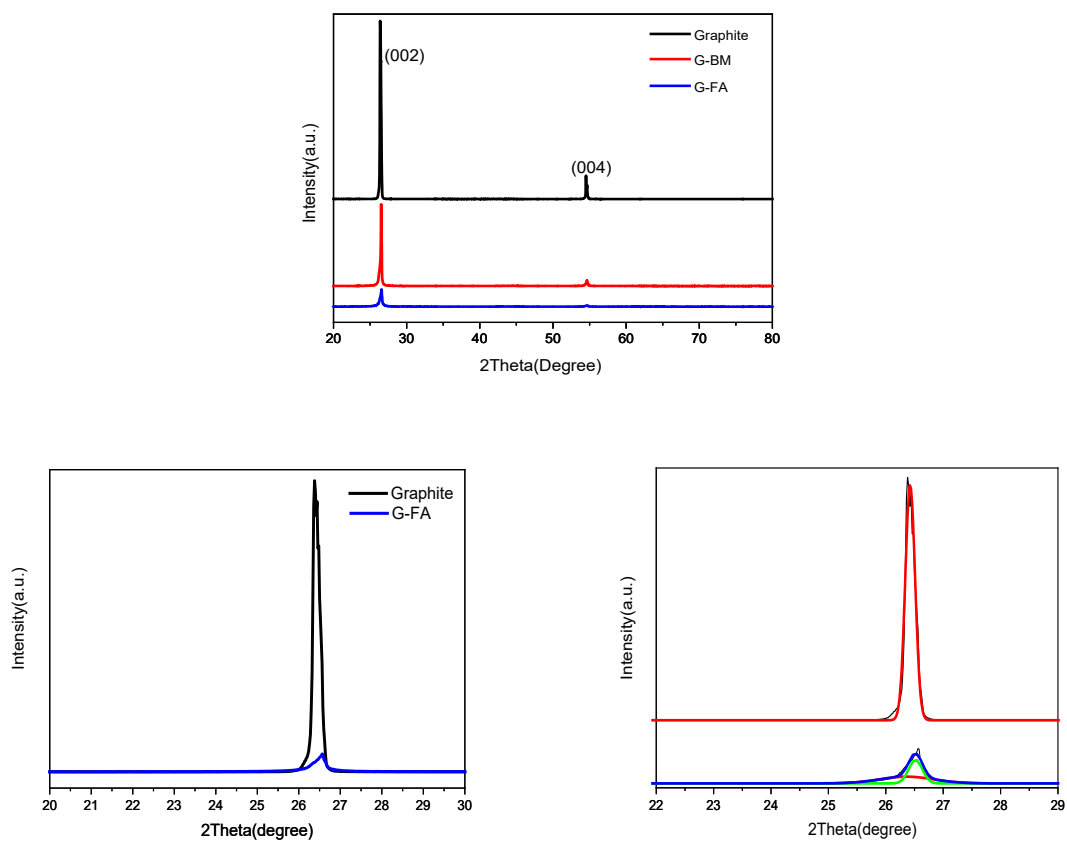 Graphite
(002)
G-BM
G-FA
(004)
Intensity(a.u.)
20 30 40 50 60 70 80
2Theta(Degree)
Graphite
G-FA
Intensity(a.u.)
20 21 22 23 24 25 26 27 28 29 30
2Theta(degree)
Intensity(a.u.)
22 23 24 25 26 27 28 29
2Theta(degree)